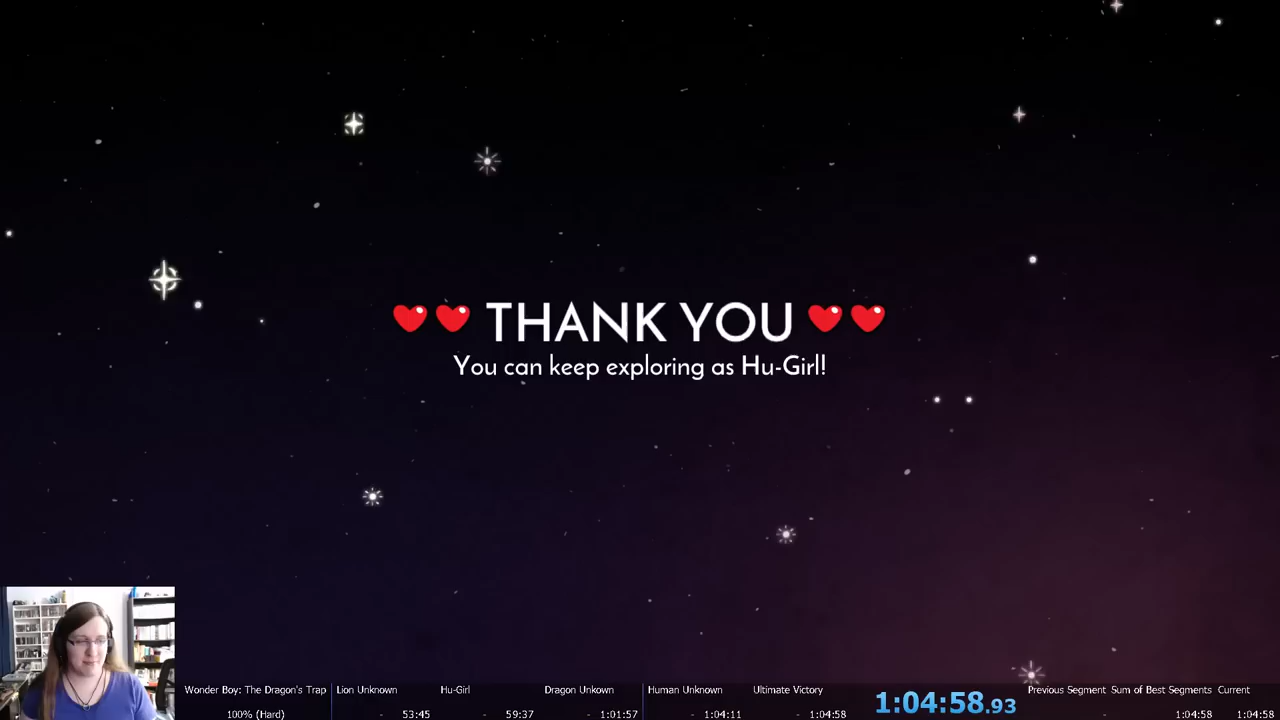 THANK YOU
You can keep exploring as Hu-Girl!
Wonder Boy: The Dragon's Trap Lion Unknown Hu-Girl Dragon Unkown Human Unknown Ultimate Victory 1:04:58.93 Previous Segment Sum of Best Segments Current
100% (Hard) - 53:45 - 59:37 - 1:01:57 - 1:04:11 - 1:04:58 - 1:04:58 1:04:58